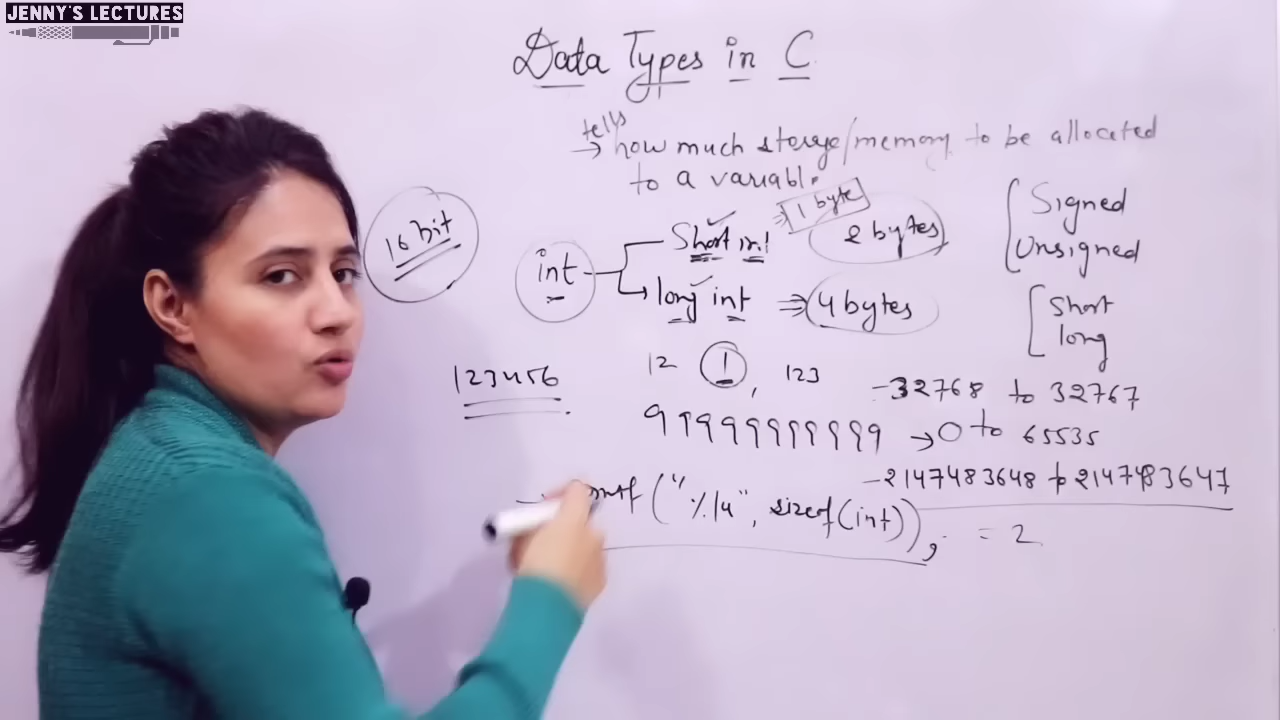 JENNY'S LECTURES
Data Types in C
tells
→ how much storage/memory to be allocated
to a variable.
16 bit
int
Short int
⇒ 1 byte
2 bytes
long int ⇒ 4 bytes
Signed
Unsigned
Short
long
123456
12 1, 123
-32768 to 32767
99999999999 → 0 to 65535
-2147483648 to 2147483647
("%lu", sizeof(int)); = 2